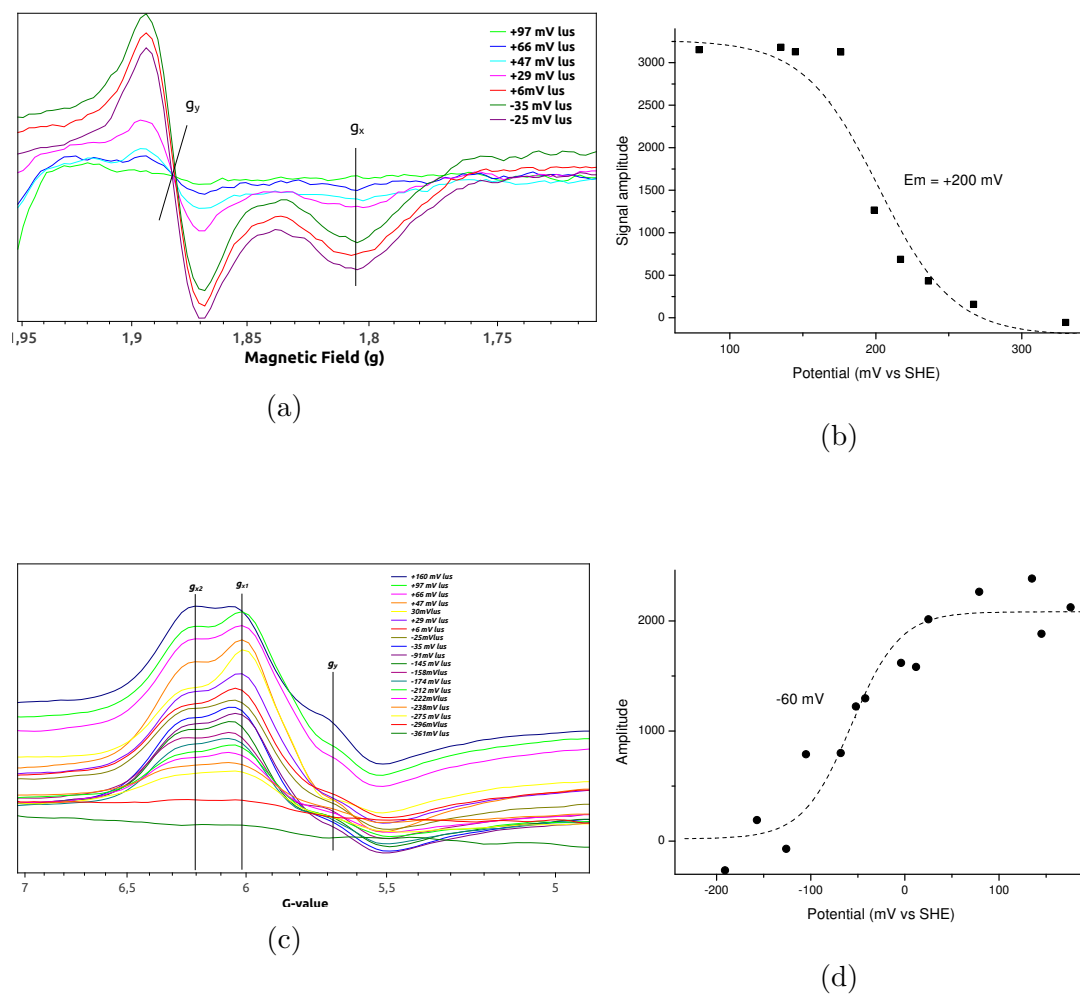 +97 mV lus
+66 mV lus
+47 mV lus
+29 mV lus
+6mV lus
-35 mV lus
-25 mV lus
gy
gx
1,95
1,9
1,85
1,8
1,75
Magnetic Field (g)
(a)
3000
2500
2000
1500
1000
500
0
Signal amplitude
Em = +200 mV
100
200
300
Potential (mV vs SHE)
(b)
gx2
gx1
gy
+160 mV lus
+97 mV lus
+66 mV lus
+47 mV lus
30mVlus
+29 mV lus
+6 mV lus
-25mVlus
-35 mV lus
-91mV lus
-145 mV lus
-158mV lus
-174 mV lus
-212 mV lus
-222mV lus
-238mV lus
-275 mV lus
-296mVlus
-361mV lus
7
6,5
6
5,5
5
G-value
(c)
2000
1000
0
Amplitude
-60 mV
-200
-100
0
100
Potential (mV vs SHE)
(d)